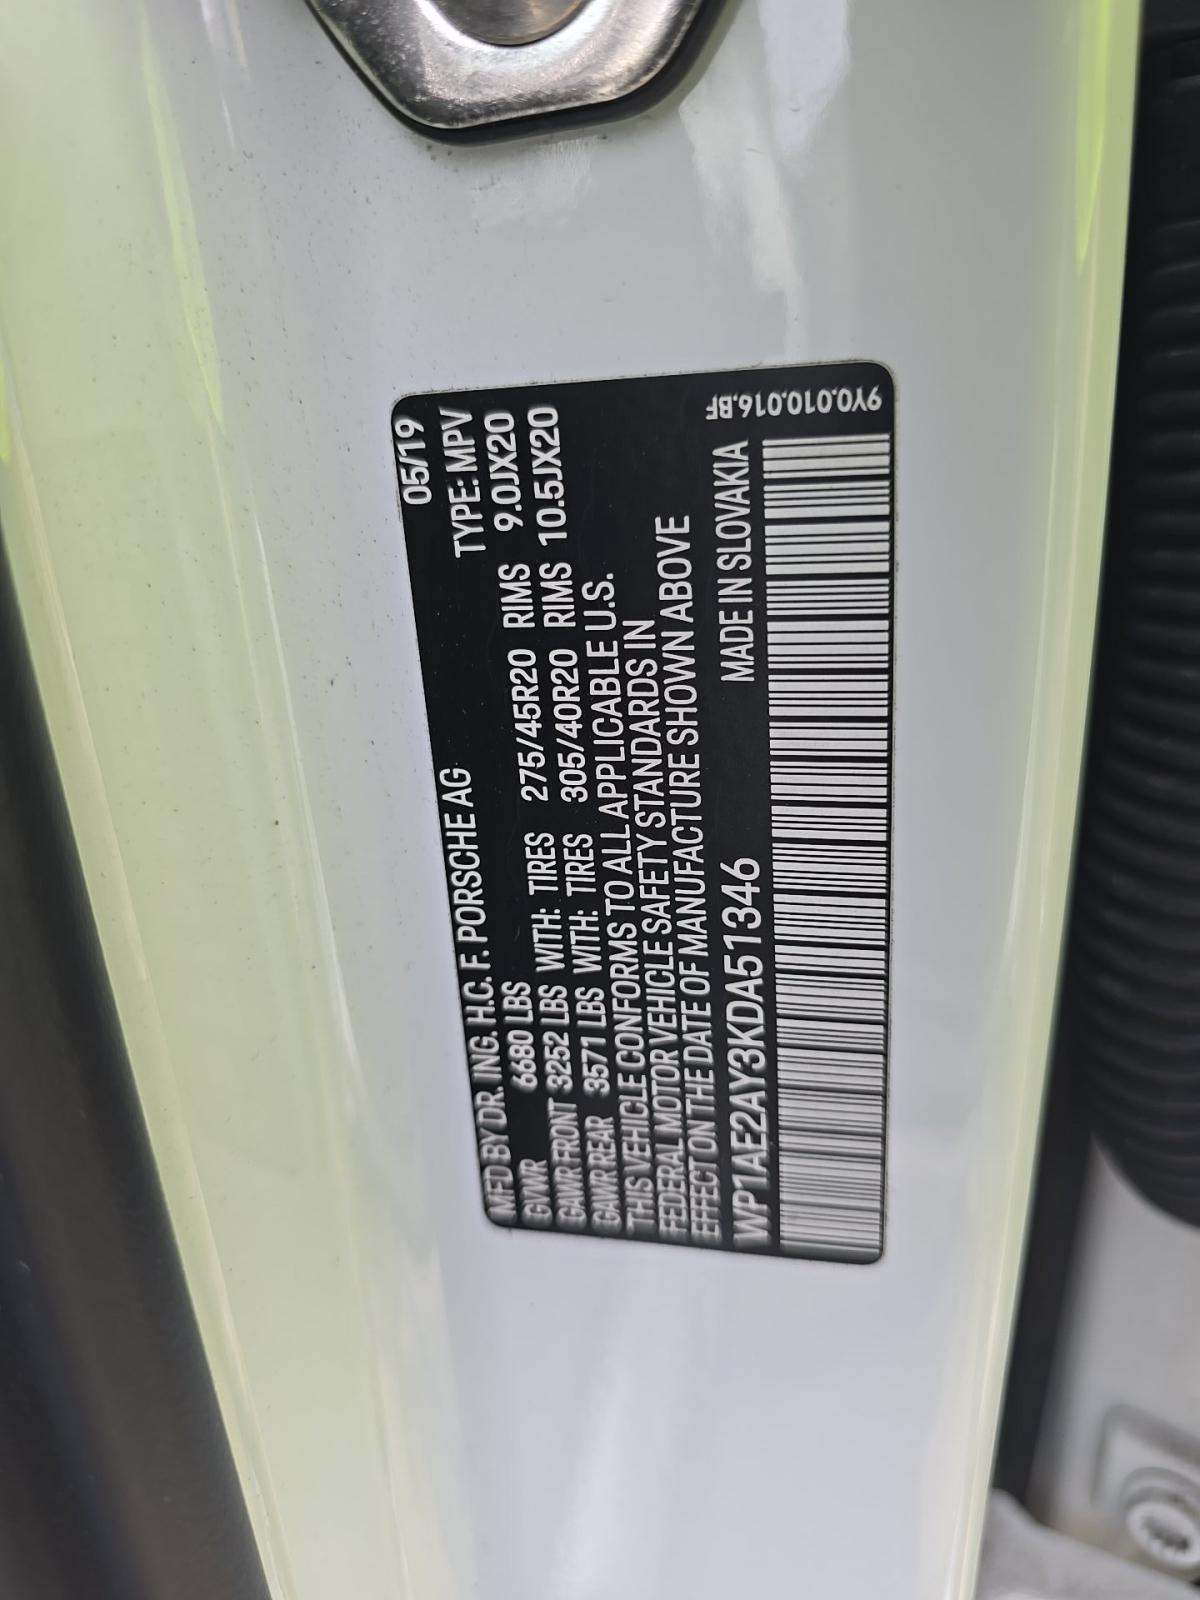 05/19
MFD BY DR. ING. H.C. F. PORSCHE AG TYPE: MPV
GVWR 6680 LBS
GAWR FRONT 3252 LBS WITH: TIRES 275/45R20 RIMS 9.0JX20
GAWR REAR 3571 LBS WITH: TIRES 305/40R20 RIMS 10.5JX20
THIS VEHICLE CONFORMS TO ALL APPLICABLE U.S.
FEDERAL MOTOR VEHICLE SAFETY STANDARDS IN
EFFECT ON THE DATE OF MANUFACTURE SHOWN ABOVE
WP1AE2AY3KDA51346 MADE IN SLOVAKIA
9Y0.010.016.BF